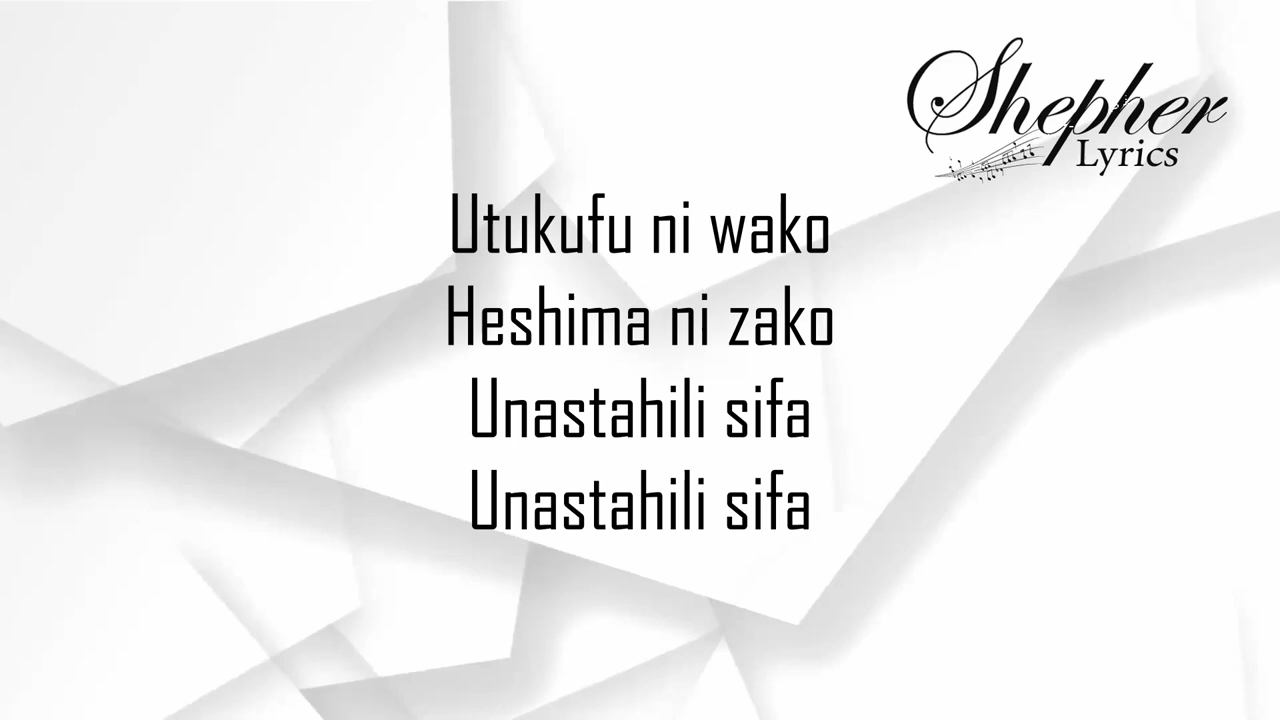 Shepher
Lyrics
Utukufu ni wako
Heshima ni zako
Unastahili sifa
Unastahili sifa